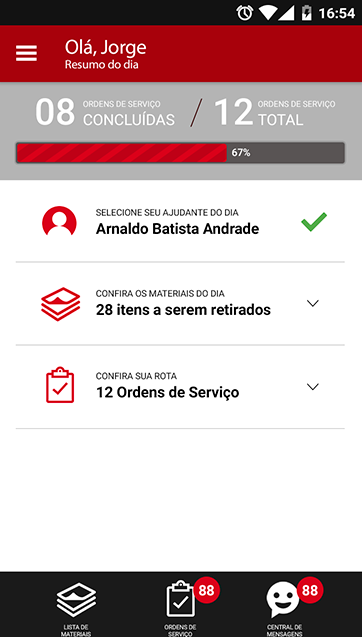 16:54
Olá, Jorge
Resumo do dia
08 ORDENS DE SERVIÇO CONCLUÍDAS / 12 ORDENS DE SERVIÇO TOTAL
67%
SELECIONE SEU AJUDANTE DO DIA
Arnaldo Batista Andrade
CONFIRA OS MATERIAIS DO DIA
28 itens a serem retirados
CONFIRA SUA ROTA
12 Ordens de Serviço
88
88
LISTA DE
MATERIAIS
ORDENS DE
SERVIÇO
CENTRAL DE
MENSAGENS